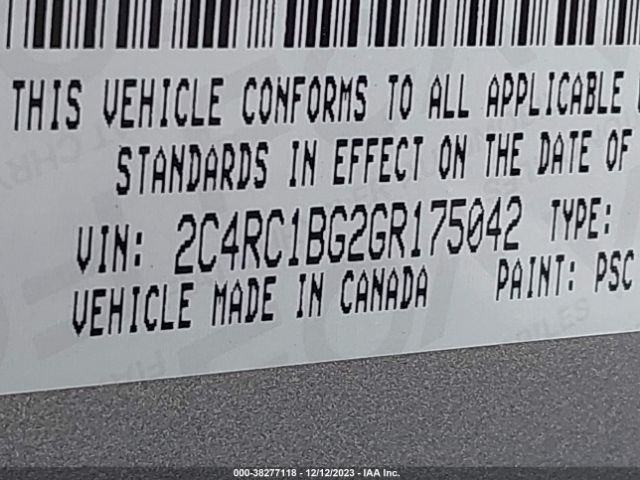 THIS VEHICLE CONFORMS TO ALL APPLICABLE
STANDARDS IN EFFECT ON THE DATE OF
VIN: 2C4RC1BG2GR175042 TYPE:
VEHICLE MADE IN CANADA PAINT: PSC
000-38277118 - 12/12/2023 - IAA Inc.